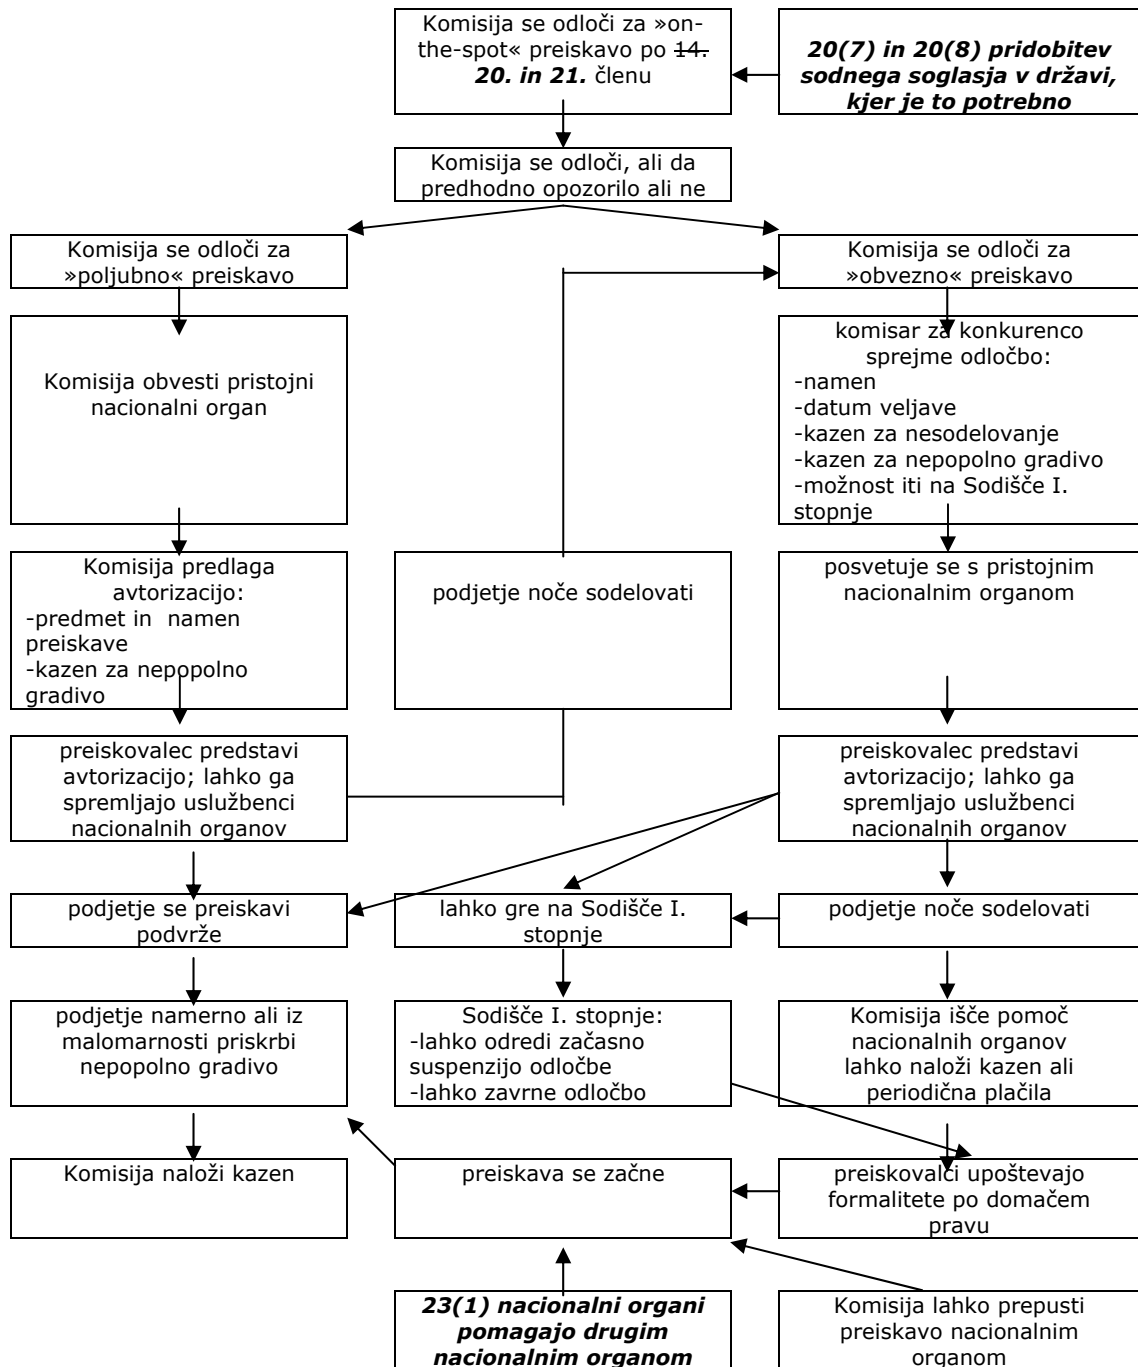 Komisija se odloči za »on-
the-spot« preiskavo po 14.
20. in 21. členu
20(7) in 20(8) pridobitev
sodnega soglasja v državi,
kjer je to potrebno
Komisija se odloči, ali da
predhodno opozorilo ali ne
Komisija se odloči za
»poljubno« preiskavo
Komisija se odloči za
»obvezno« preiskavo
Komisija obvesti pristojni
nacionalni organ
komisar za konkurenco
sprejme odločbo:
-namen
-datum veljave
-kazen za nesodelovanje
-kazen za nepopolno gradivo
-možnost iti na Sodišče I.
stopnje
Komisija predlaga
avtorizacijo:
-predmet in namen
preiskave
-kazen za nepopolno
gradivo
podjetje noče sodelovati
posvetuje se s pristojnim
nacionalnim organom
preiskovalec predstavi
avtorizacijo; lahko ga
spremljajo uslužbenci
nacionalnih organov
preiskovalec predstavi
avtorizacijo; lahko ga
spremljajo uslužbenci
nacionalnih organov
podjetje se preiskavi
podvrže
lahko gre na Sodišče I.
stopnje
podjetje noče sodelovati
podjetje namerno ali iz
malomarnosti priskrbi
nepopolno gradivo
Sodišče I. stopnje:
-lahko odredi začasno
suspenzijo odločbe
-lahko zavrne odločbo
Komisija išče pomoč
nacionalnih organov
lahko naloži kazen ali
periodična plačila
Komisija naloži kazen
preiskava se začne
preiskovalci upoštevajo
formalitete po domačem
pravu
23(1) nacionalni organi
pomagajo drugim
nacionalnim organom
Komisija lahko prepusti
preiskavo nacionalnim
organom